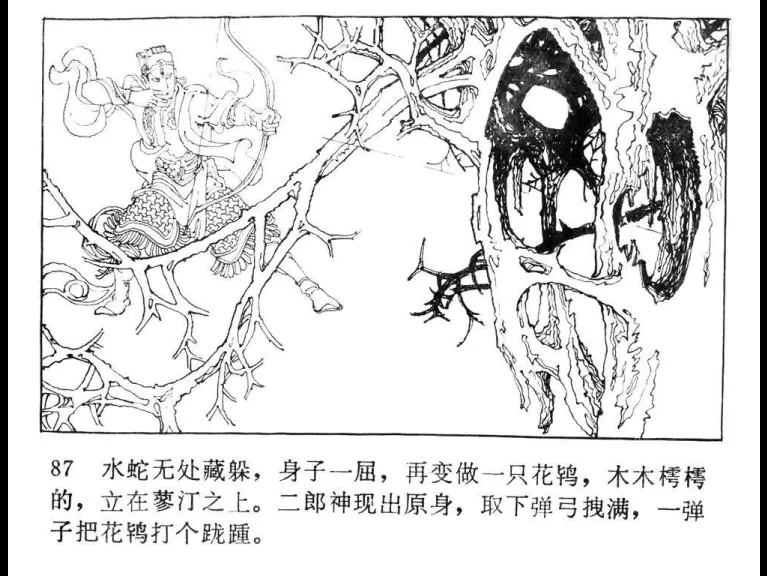 87 水蛇无处藏躲，身子一屈，再变做一只花鸨，木木樗樗
的，立在蓼汀之上。二郎神现出原身，取下弹弓拽满，一弹
子把花鸨打个跣踵。